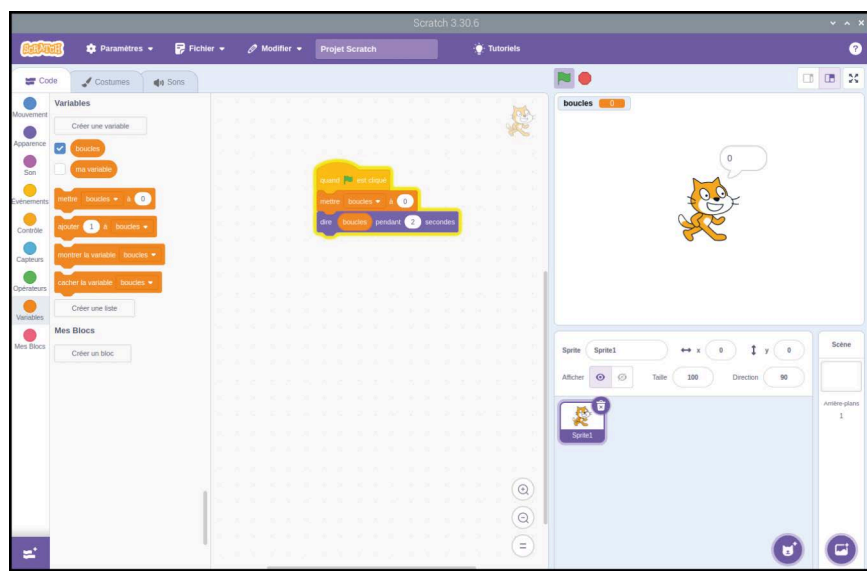 Scratch 3.30.6
SCRATCH
Paramètres
Fichier
Modifier
Projet Scratch
Tutoriels
?
Code
Costumes
Sons
Mouvement
Apparence
Son
Événements
Contrôle
Capteurs
Opérateurs
Variables
Mes Blocs
Variables
Créer une variable
boucles
ma variable
mettre boucles à 0
ajouter 1 à boucles
montrer la variable boucles
cacher la variable boucles
Créer une liste
Mes Blocs
Créer un bloc
quand est cliqué
mettre boucles à 0
dire boucles pendant 2 secondes
boucles 0
0
Sprite Sprite1 x 0 y 0
Afficher Taille 100 Direction 90
Sprite1
Scène
Arrière-plans
1